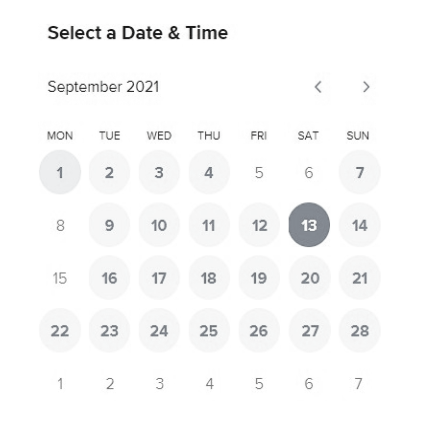 Select a Date & Time
September 2021
MON TUE WED THU FRI SAT SUN
1 2 3 4 5 6 7
8 9 10 11 12 13 14
15 16 17 18 19 20 21
22 23 24 25 26 27 28
1 2 3 4 5 6 7